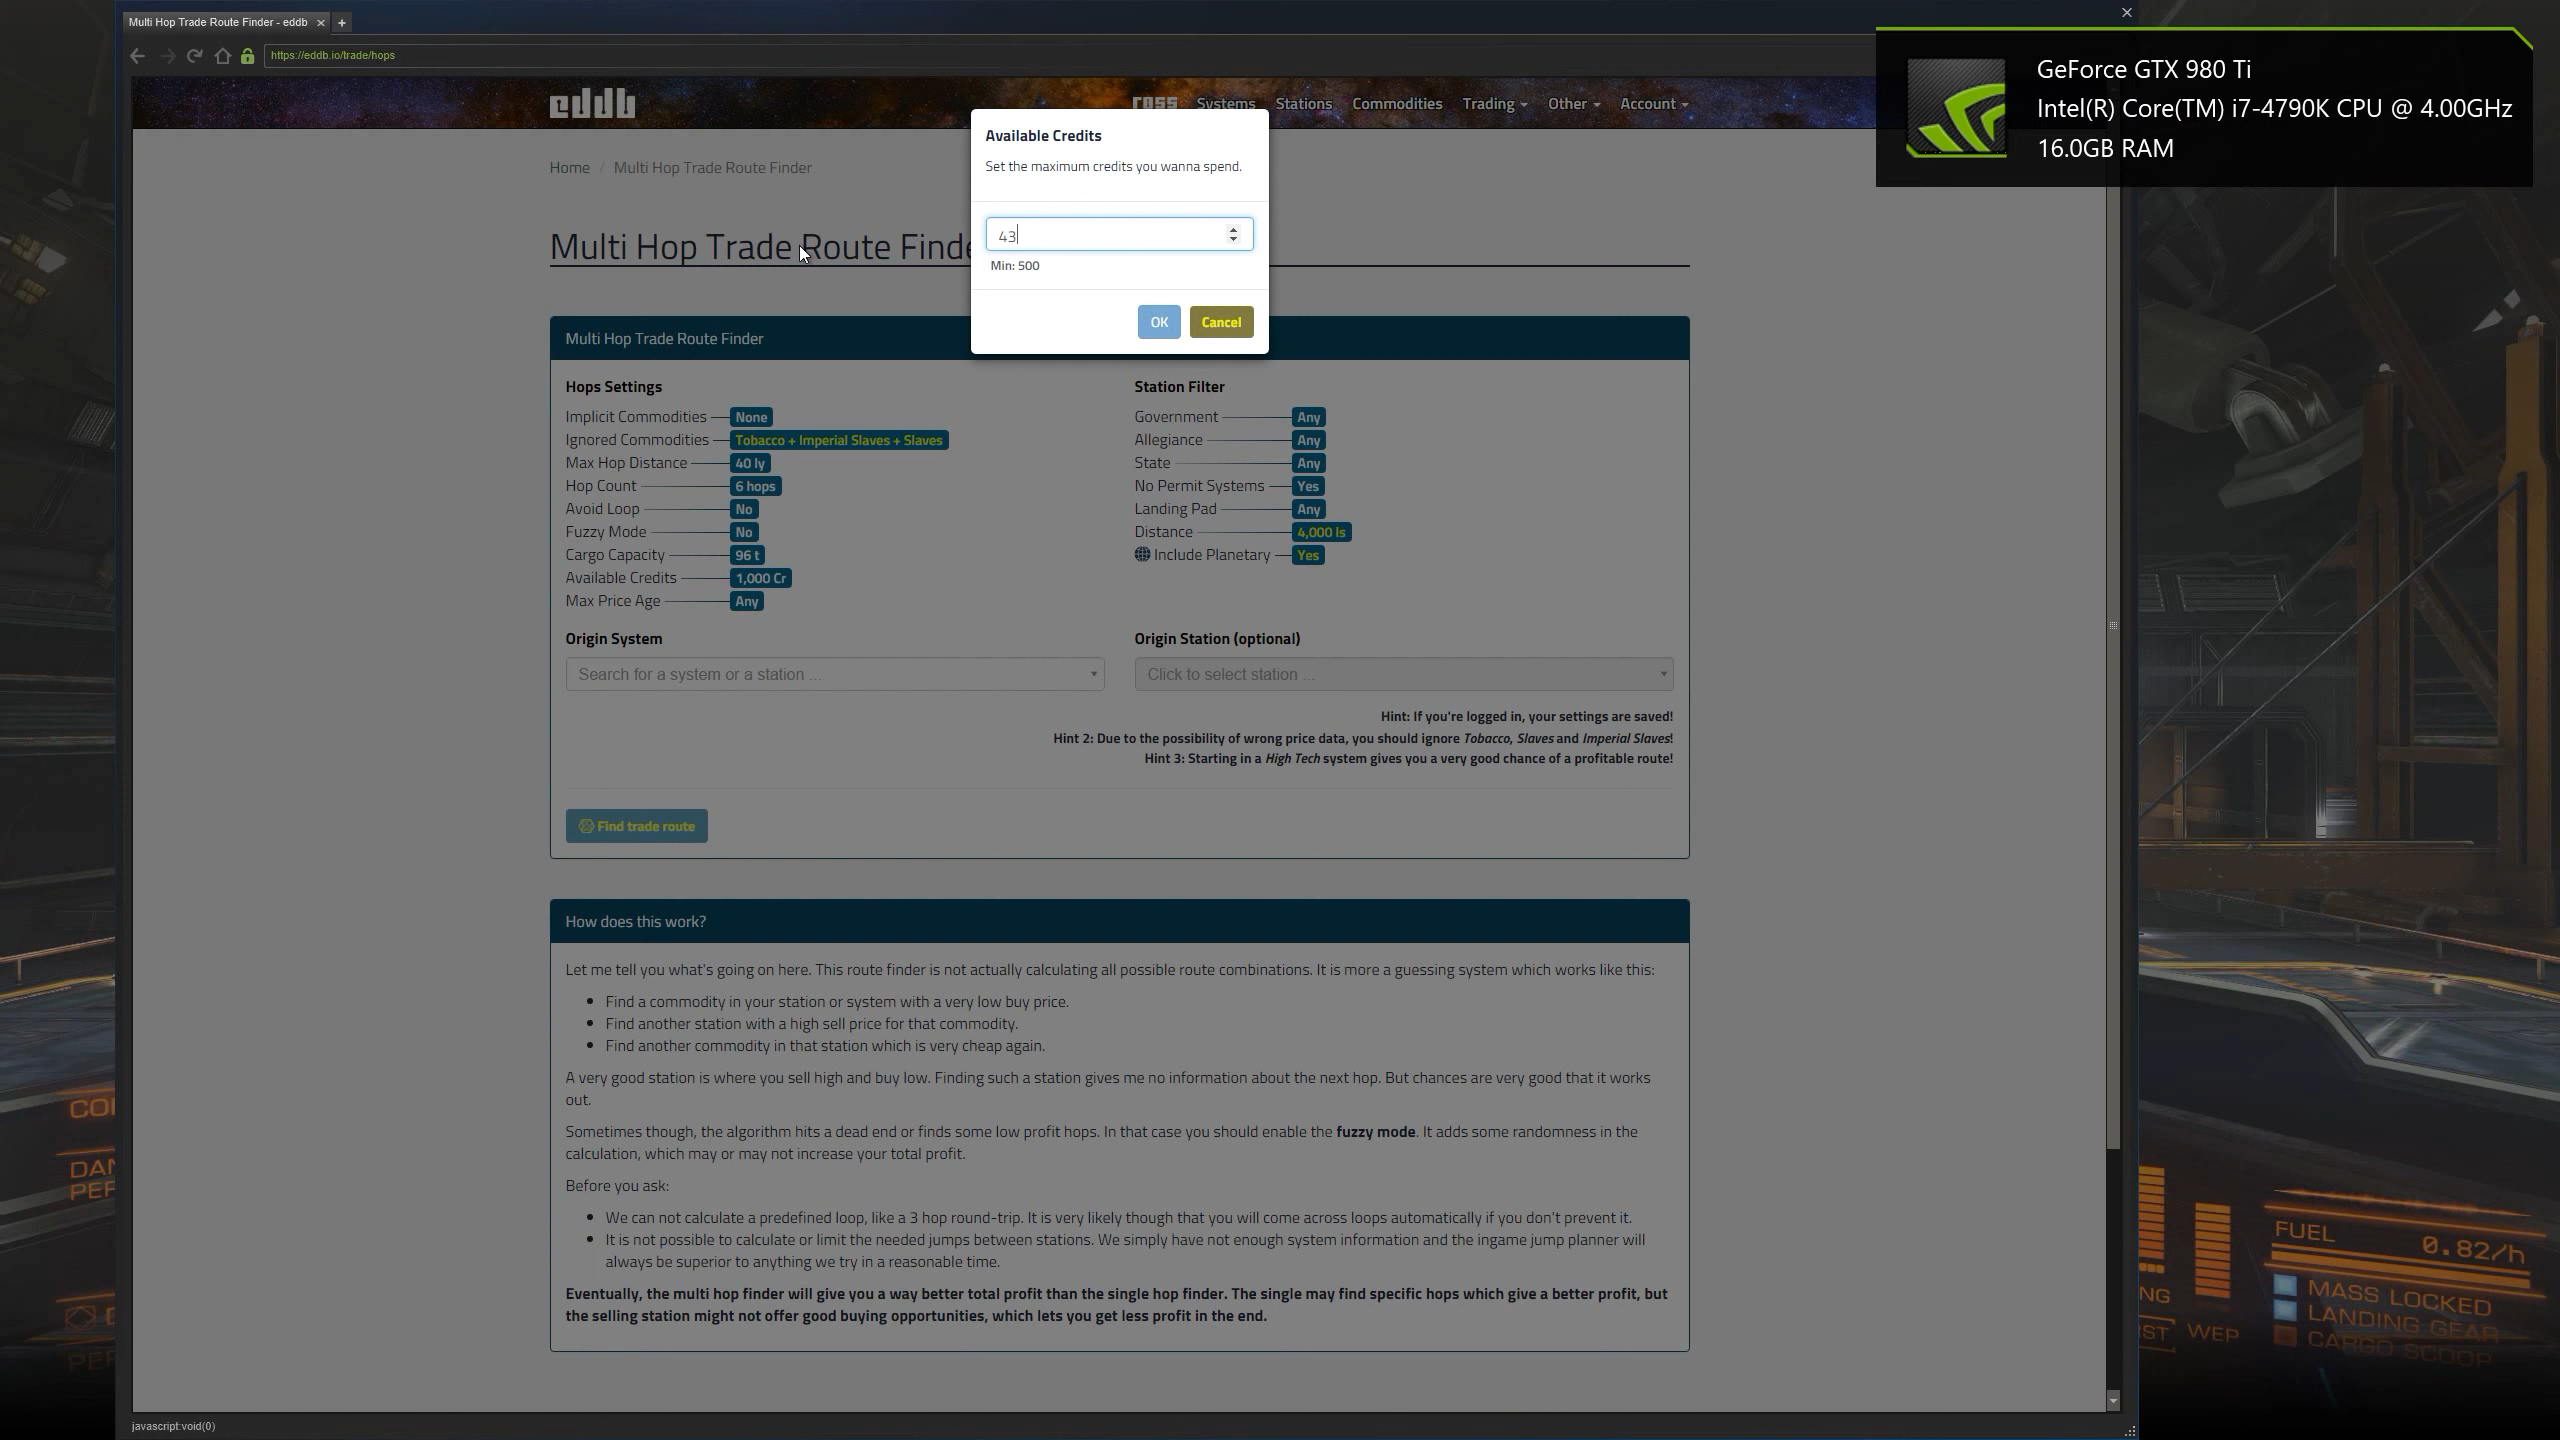 Multi Hop Trade Route Finder - eddb
https://eddb.io/trade/hops
GeForce GTX 980 Ti
Intel(R) Core(TM) i7-4790K CPU @ 4.00GHz
16.0GB RAM
eddb
ross Systems Stations Commodities Trading Other Account
Home / Multi Hop Trade Route Finder
Available Credits
Set the maximum credits you wanna spend.
43
Min: 500
OK Cancel
Multi Hop Trade Route Finde
Multi Hop Trade Route Finder
Hops Settings
Implicit Commodities None
Ignored Commodities Tobacco + Imperial Slaves + Slaves
Max Hop Distance 40 ly
Hop Count 6 hops
Avoid Loop No
Fuzzy Mode No
Cargo Capacity 96 t
Available Credits 1,000 Cr
Max Price Age Any
Station Filter
Government Any
Allegiance Any
State Any
No Permit Systems Yes
Landing Pad Any
Distance 4,000 ls
Include Planetary Yes
Origin System
Search for a system or a station ...
Origin Station (optional)
Click to select station ...
Hint: If you're logged in, your settings are saved!
Hint 2: Due to the possibility of wrong price data, you should ignore Tobacco, Slaves and Imperial Slaves!
Hint 3: Starting in a High Tech system gives you a very good chance of a profitable route!
Find trade route
How does this work?
Let me tell you what's going on here. This route finder is not actually calculating all possible route combinations. It is more a guessing system which works like this:
Find a commodity in your station or system with a very low buy price.
Find another station with a high sell price for that commodity.
Find another commodity in that station which is very cheap again.
A very good station is where you sell high and buy low. Finding such a station gives me no information about the next hop. But chances are very good that it works
out.
Sometimes though, the algorithm hits a dead end or finds some low profit hops. In that case you should enable the fuzzy mode. It adds some randomness in the
calculation, which may or may not increase your total profit.
Before you ask:
We can not calculate a predefined loop, like a 3 hop round-trip. It is very likely though that you will come across loops automatically if you don't prevent it.
It is not possible to calculate or limit the needed jumps between stations. We simply have not enough system information and the ingame jump planner will
always be superior to anything we try in a reasonable time.
Eventually, the multi hop finder will give you a way better total profit than the single hop finder. The single may find specific hops which give a better profit, but
the selling station might not offer good buying opportunities, which lets you get less profit in the end.
javascript:void(0)
FUEL 0.82/h
MASS LOCKED
LANDING GEAR
CARGO SCOOP
NG
ST WEP
COI
DAN
PEF
PEF